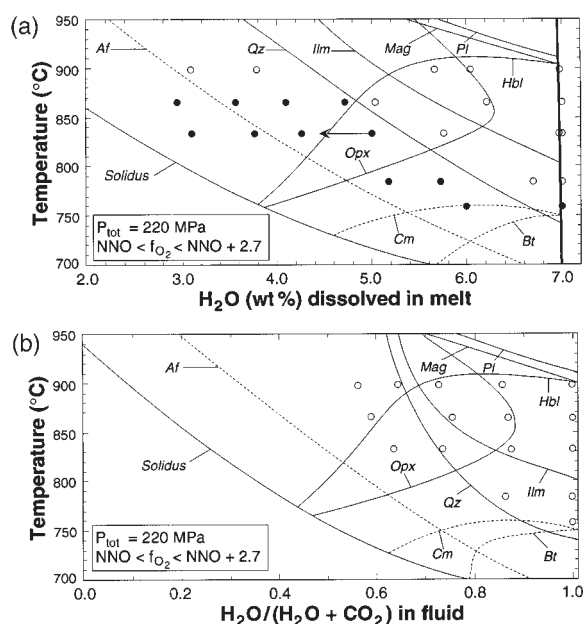 (a)
950
900
850
800
750
700
Temperature (°C)
Af
Qz
Ilm
Mag
Pl
Hbl
Opx
Solidus
Cm
Bt
Ptot = 220 MPa
NNO < fO2 < NNO + 2.7
2.0 3.0 4.0 5.0 6.0 7.0
H2O (wt %) dissolved in melt
(b)
950
900
850
800
750
700
Temperature (°C)
Af
Mag
Pl
Hbl
Solidus
Opx
Qz
Ilm
Cm
Bt
Ptot = 220 MPa
NNO < fO2 < NNO + 2.7
0.0 0.2 0.4 0.6 0.8 1.0
H2O/(H2O + CO2) in fluid